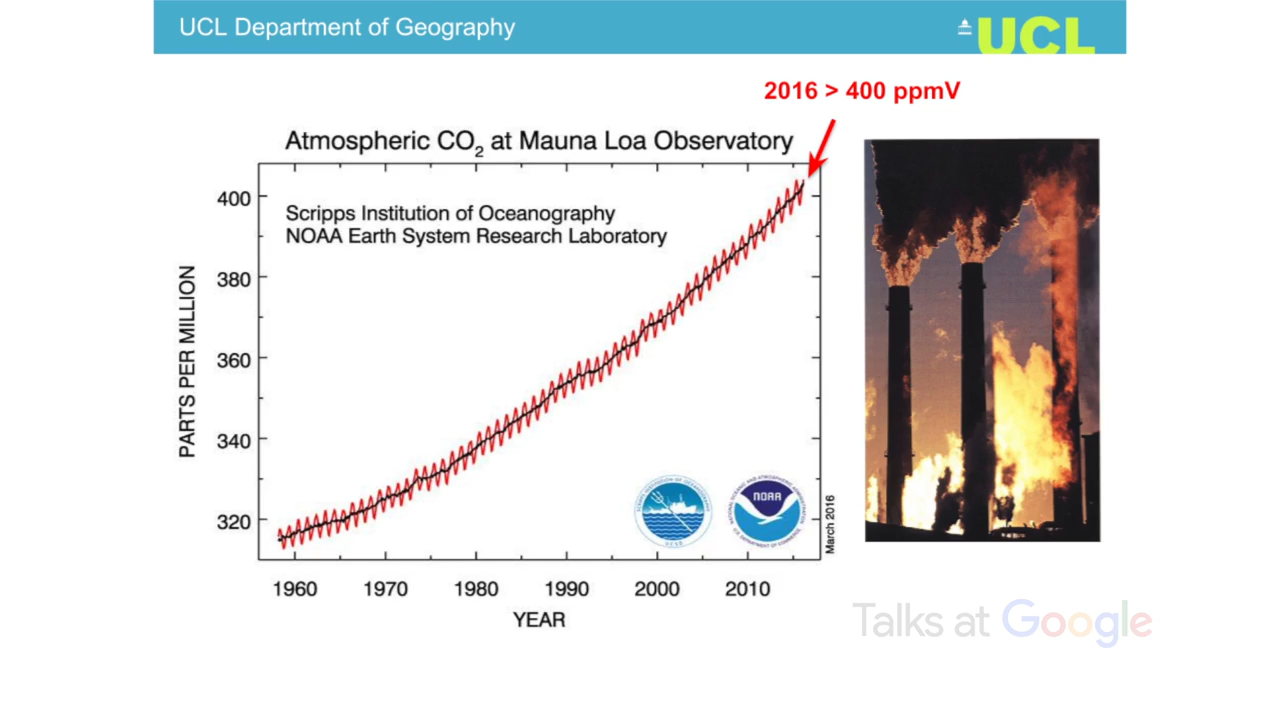 UCL Department of Geography
UCL
2016 > 400 ppmV
Atmospheric CO₂ at Mauna Loa Observatory
Scripps Institution of Oceanography
NOAA Earth System Research Laboratory
PARTS PER MILLION
400
380
360
340
320
NOAA
March 2016
1960 1970 1980 1990 2000 2010
YEAR
Talks at Google